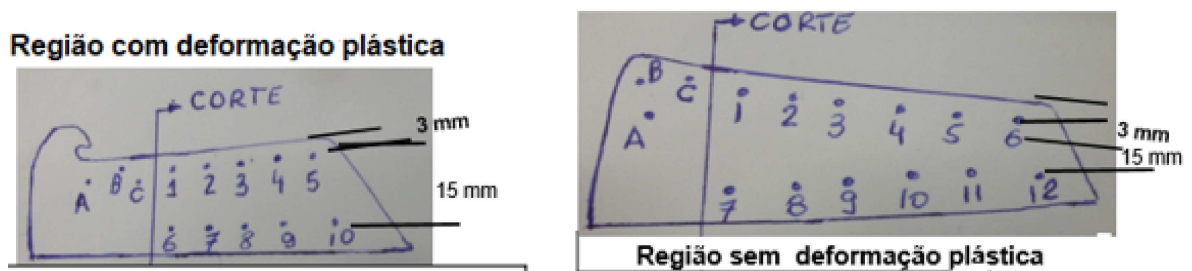 Região com deformação plástica
CORTE
3 mm
A B C 1 2 3 4 5
15 mm
6 7 8 9 10
CORTE
B
C
1 2 3 4 5 6
A
3 mm
15 mm
7 8 9 10 11 12
Região sem deformação plástica